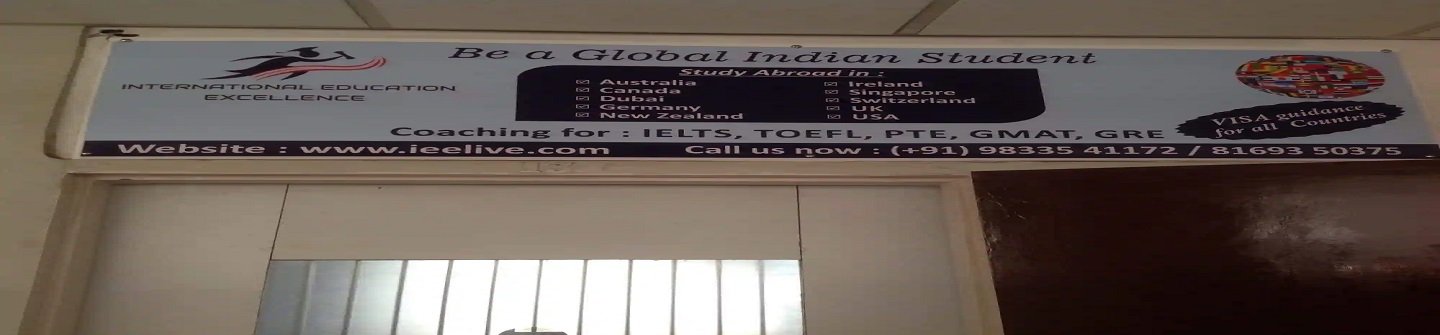 Be a Global Indian Student
INTERNATIONAL EDUCATION
EXCELLENCE
Study Abroad in :
Australia
Canada
Dubai
Germany
New Zealand
Ireland
Singapore
Switzerland
UK
USA
VISA guidance
for all Countries
Coaching for : IELTS, TOEFL, PTE, GMAT, GRE
Website : www.ieelive.com Call us now : (+91) 98335 41172 / 81693 50375